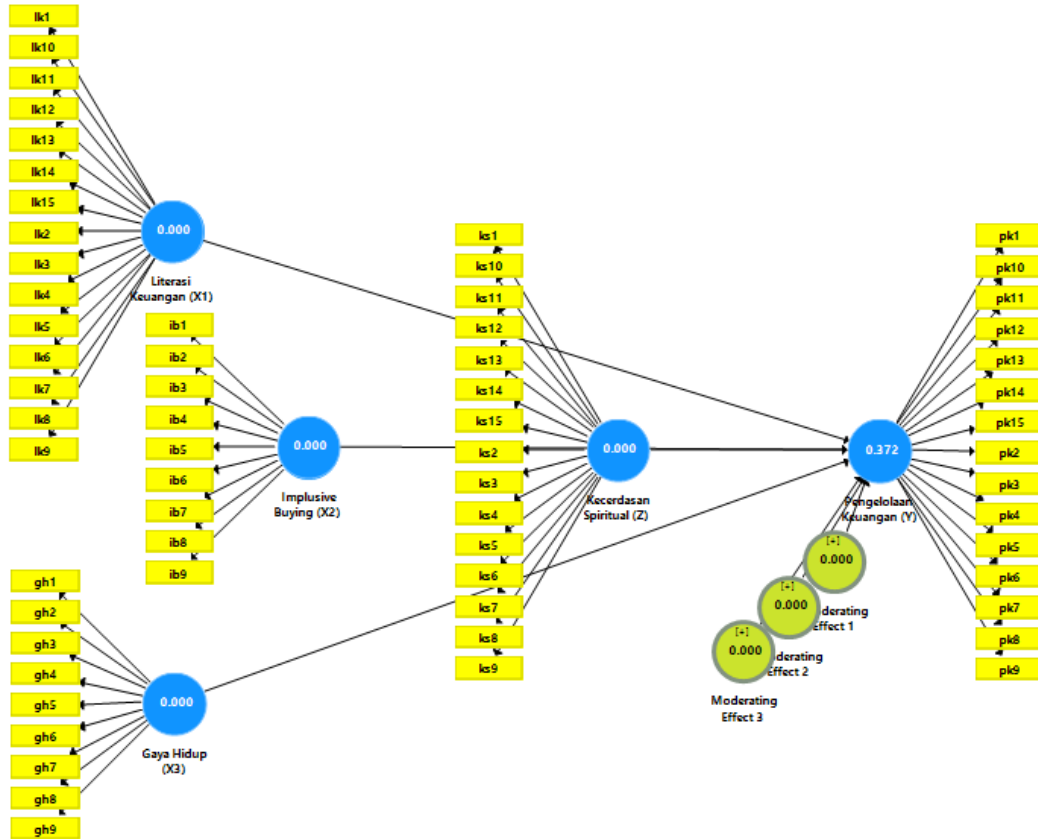 lk1
lk10
lk11
lk12
lk13
lk14
lk15
lk2
lk3
lk4
lk5
lk6
lk7
lk8
lk9
0.000
Literasi
Keuangan (X1)
ib1
ib2
ib3
ib4
ib5
ib6
ib7
ib8
ib9
0.000
Implusive
Buying (X2)
gh1
gh2
gh3
gh4
gh5
gh6
gh7
gh8
gh9
0.000
Gaya Hidup
(X3)
ks1
ks10
ks11
ks12
ks13
ks14
ks15
ks2
ks3
ks4
ks5
ks6
ks7
ks8
ks9
0.000
Kecerdasan
Spiritual (Z)
0.372
Pengelolaan
Keuangan (Y)
[+]
0.000
oderating
Effect 1
[+]
0.000
oderating
Effect 2
[+]
0.000
Moderating
Effect 3
pk1
pk10
pk11
pk12
pk13
pk14
pk15
pk2
pk3
pk4
pk5
pk6
pk7
pk8
pk9